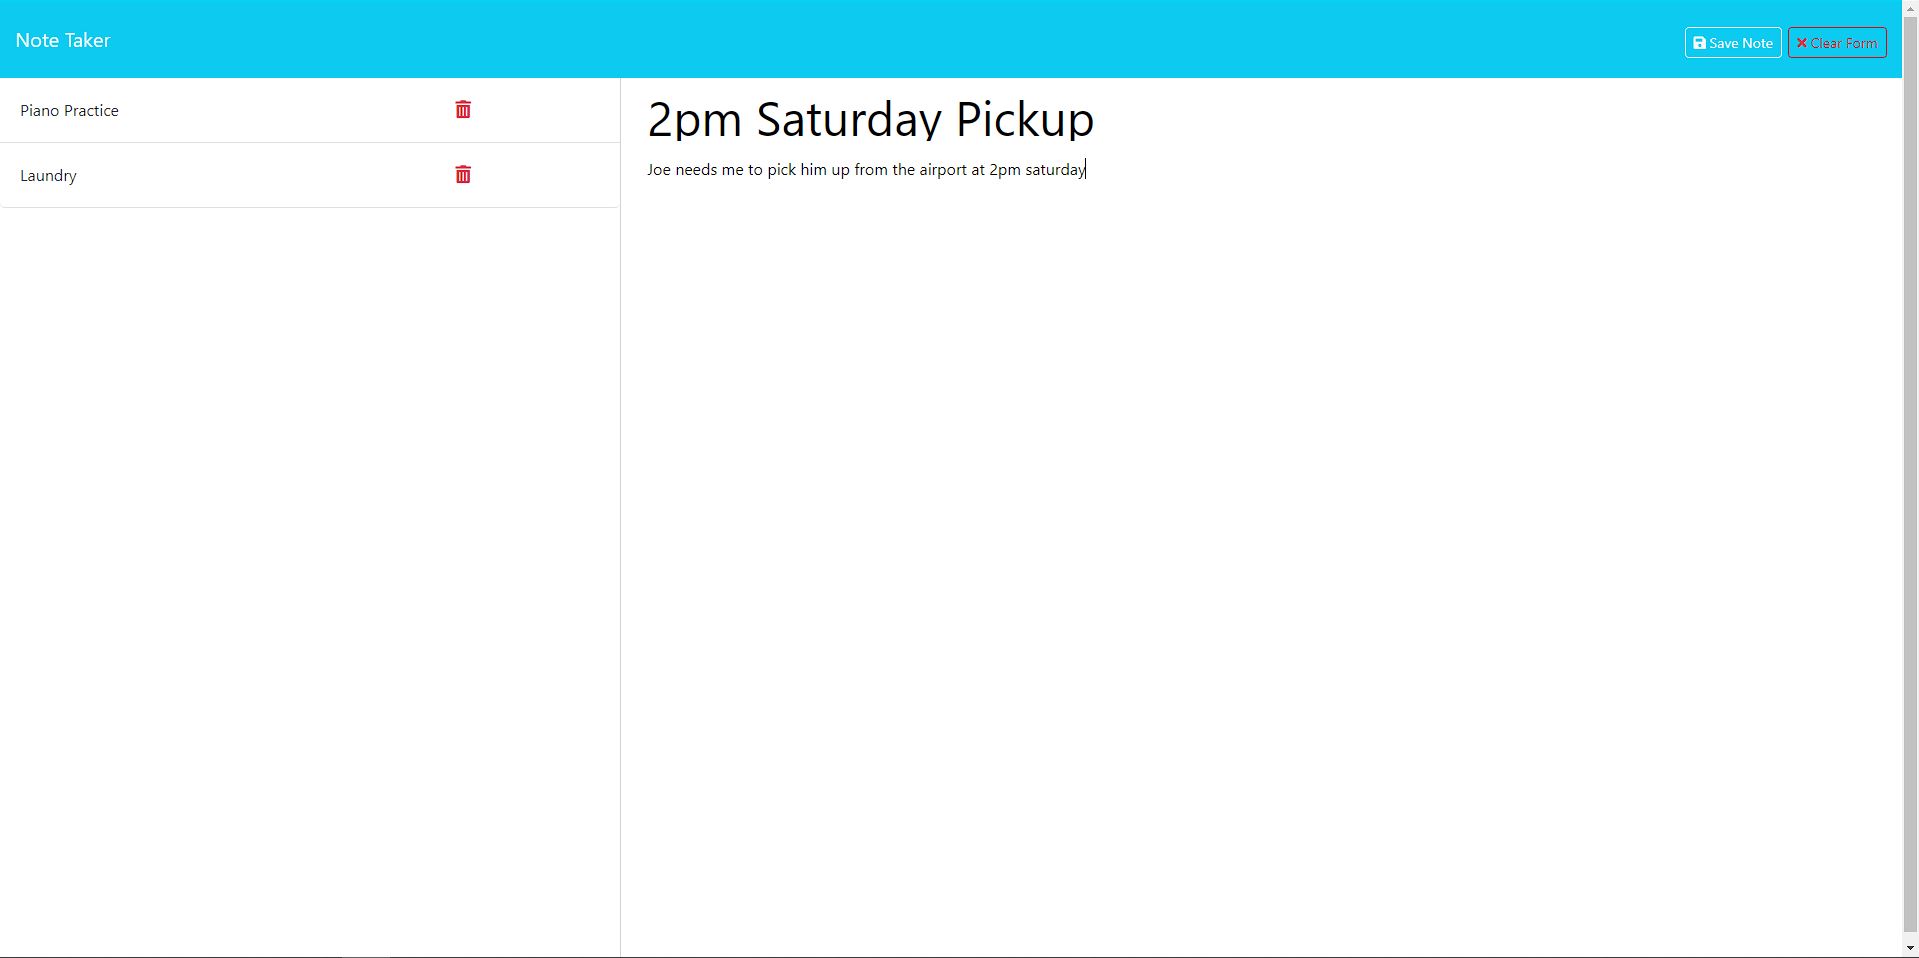 Note Taker
Save Note
Clear Form
Piano Practice
Laundry
2pm Saturday Pickup
Joe needs me to pick him up from the airport at 2pm saturday